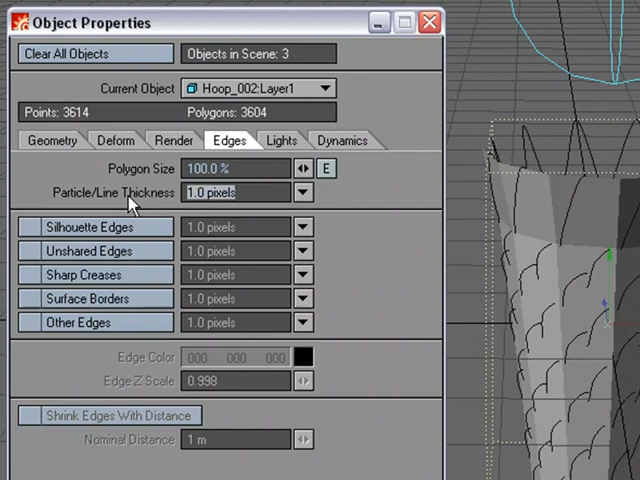 Object Properties
Clear All Objects Objects in Scene: 3
Current Object Hoop_002:Layer1
Points: 3614 Polygons: 3604
Geometry Deform Render Edges Lights Dynamics
Polygon Size 100.0 % E
Particle/Line Thickness 1.0 pixels
Silhouette Edges 1.0 pixels
Unshared Edges 1.0 pixels
Sharp Creases 1.0 pixels
Surface Borders 1.0 pixels
Other Edges 1.0 pixels
Edge Color 000 000 000
Edge Z Scale 0.998
Shrink Edges With Distance
Nominal Distance 1 m